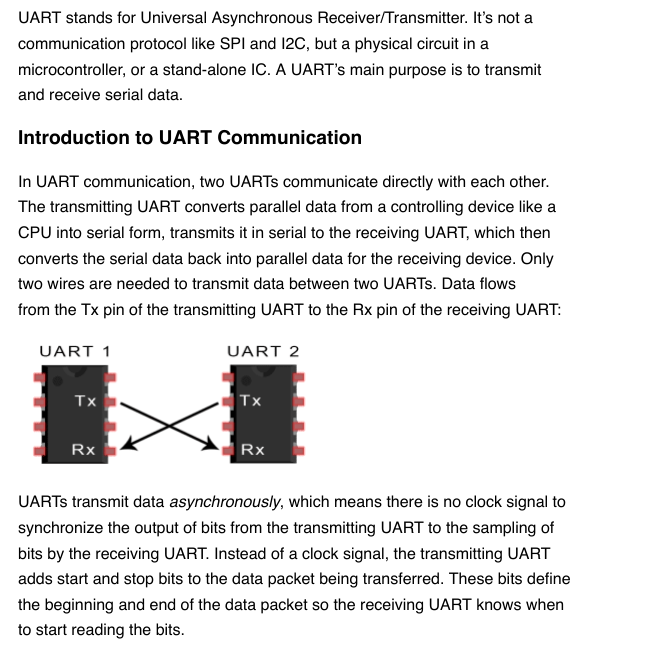 UART stands for Universal Asynchronous Receiver/Transmitter. It’s not a
communication protocol like SPI and I2C, but a physical circuit in a
microcontroller, or a stand-alone IC. A UART’s main purpose is to transmit
and receive serial data.
Introduction to UART Communication
In UART communication, two UARTs communicate directly with each other.
The transmitting UART converts parallel data from a controlling device like a
CPU into serial form, transmits it in serial to the receiving UART, which then
converts the serial data back into parallel data for the receiving device. Only
two wires are needed to transmit data between two UARTs. Data flows
from the Tx pin of the transmitting UART to the Rx pin of the receiving UART:
UART 1 UART 2
Tx Tx
Rx Rx
UARTs transmit data asynchronously, which means there is no clock signal to
synchronize the output of bits from the transmitting UART to the sampling of
bits by the receiving UART. Instead of a clock signal, the transmitting UART
adds start and stop bits to the data packet being transferred. These bits define
the beginning and end of the data packet so the receiving UART knows when
to start reading the bits.